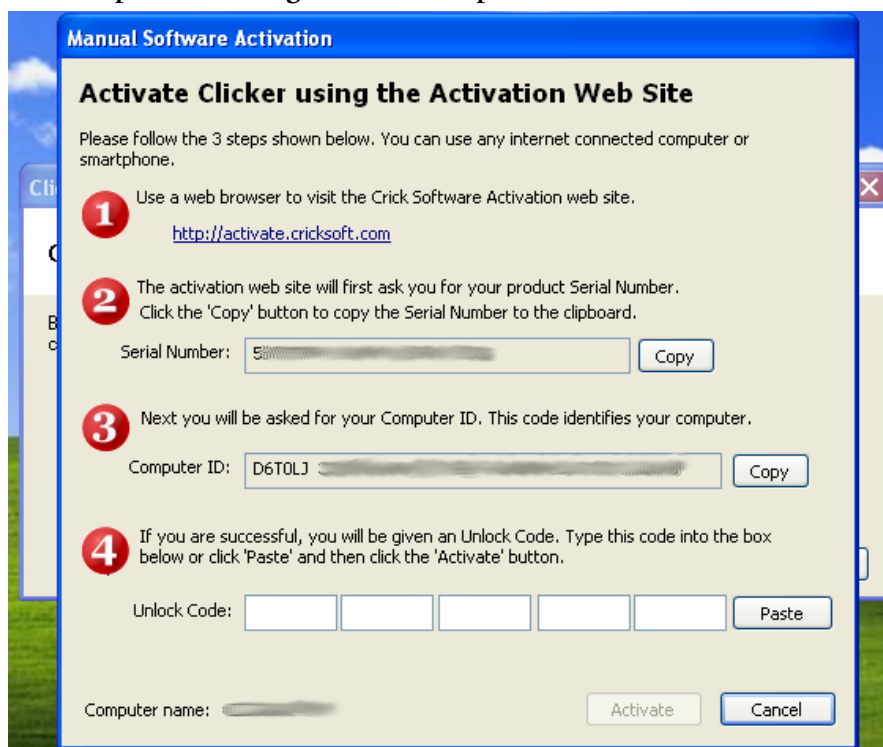 Manual Software Activation
Activate Clicker using the Activation Web Site
Please follow the 3 steps shown below. You can use any internet connected computer or
smartphone.
Cli
1 Use a web browser to visit the Crick Software Activation web site.
http://activate.cricksoft.com
2 The activation web site will first ask you for your product Serial Number.
Click the 'Copy' button to copy the Serial Number to the clipboard.
Serial Number: 5 Copy
3 Next you will be asked for your Computer ID. This code identifies your computer.
Computer ID: D6T0LJ Copy
4 If you are successful, you will be given an Unlock Code. Type this code into the box
below or click 'Paste' and then click the 'Activate' button.
Unlock Code: Paste
Computer name: Activate Cancel